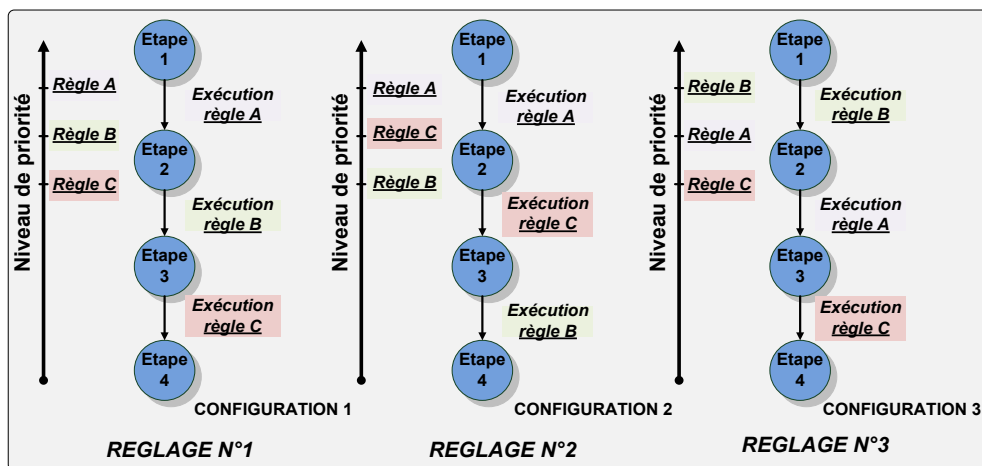 Niveau de priorité
Règle A
Règle B
Règle C
Etape
1
Exécution
règle A
Etape
2
Exécution
règle B
Etape
3
Exécution
règle C
Etape
4
CONFIGURATION 1
REGLAGE N°1
Niveau de priorité
Règle A
Règle C
Règle B
Etape
1
Exécution
règle A
Etape
2
Exécution
règle C
Etape
3
Exécution
règle B
Etape
4
CONFIGURATION 2
REGLAGE N°2
Niveau de priorité
Règle B
Règle A
Règle C
Etape
1
Exécution
règle B
Etape
2
Exécution
règle A
Etape
3
Exécution
règle C
Etape
4
CONFIGURATION 3
REGLAGE N°3